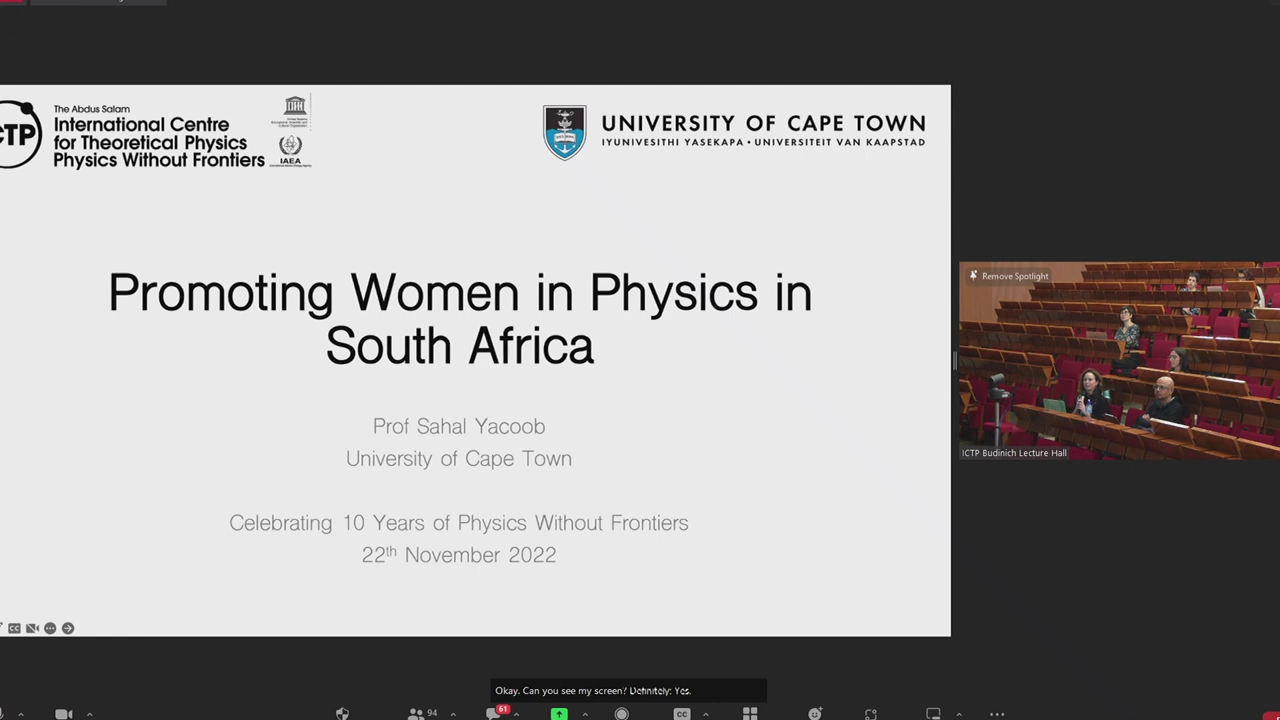 The Abdus Salam
International Centre
for Theoretical Physics
Physics Without Frontiers
CTP
IAEA
UNIVERSITY OF CAPE TOWN
IYUNIVESITHI YASEKAPA • UNIVERSITEIT VAN KAAPSTAD
Promoting Women in Physics in
South Africa
Prof Sahal Yacoob
University of Cape Town
Celebrating 10 Years of Physics Without Frontiers
22th November 2022
Remove Spotlight
ICTP Budinich Lecture Hall
CC
Okay. Can you see my screen? Definitely: Yes.
94
61
CC